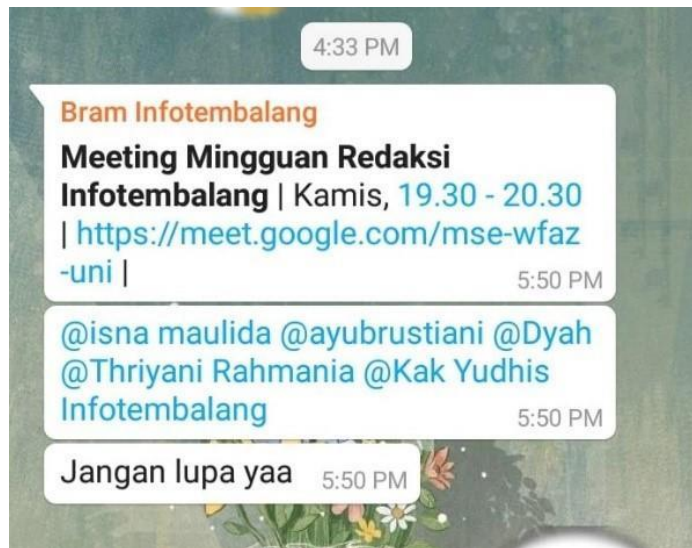 4:33 PM
Bram Infotembalang
Meeting Mingguan Redaksi
Infotembalang | Kamis, 19.30 - 20.30
| https://meet.google.com/mse-wfaz
-uni |
5:50 PM
@isna maulida @ayubrustiani @Dyah
@Thriyani Rahmania @Kak Yudhis
Infotembalang
5:50 PM
Jangan lupa yaa
5:50 PM